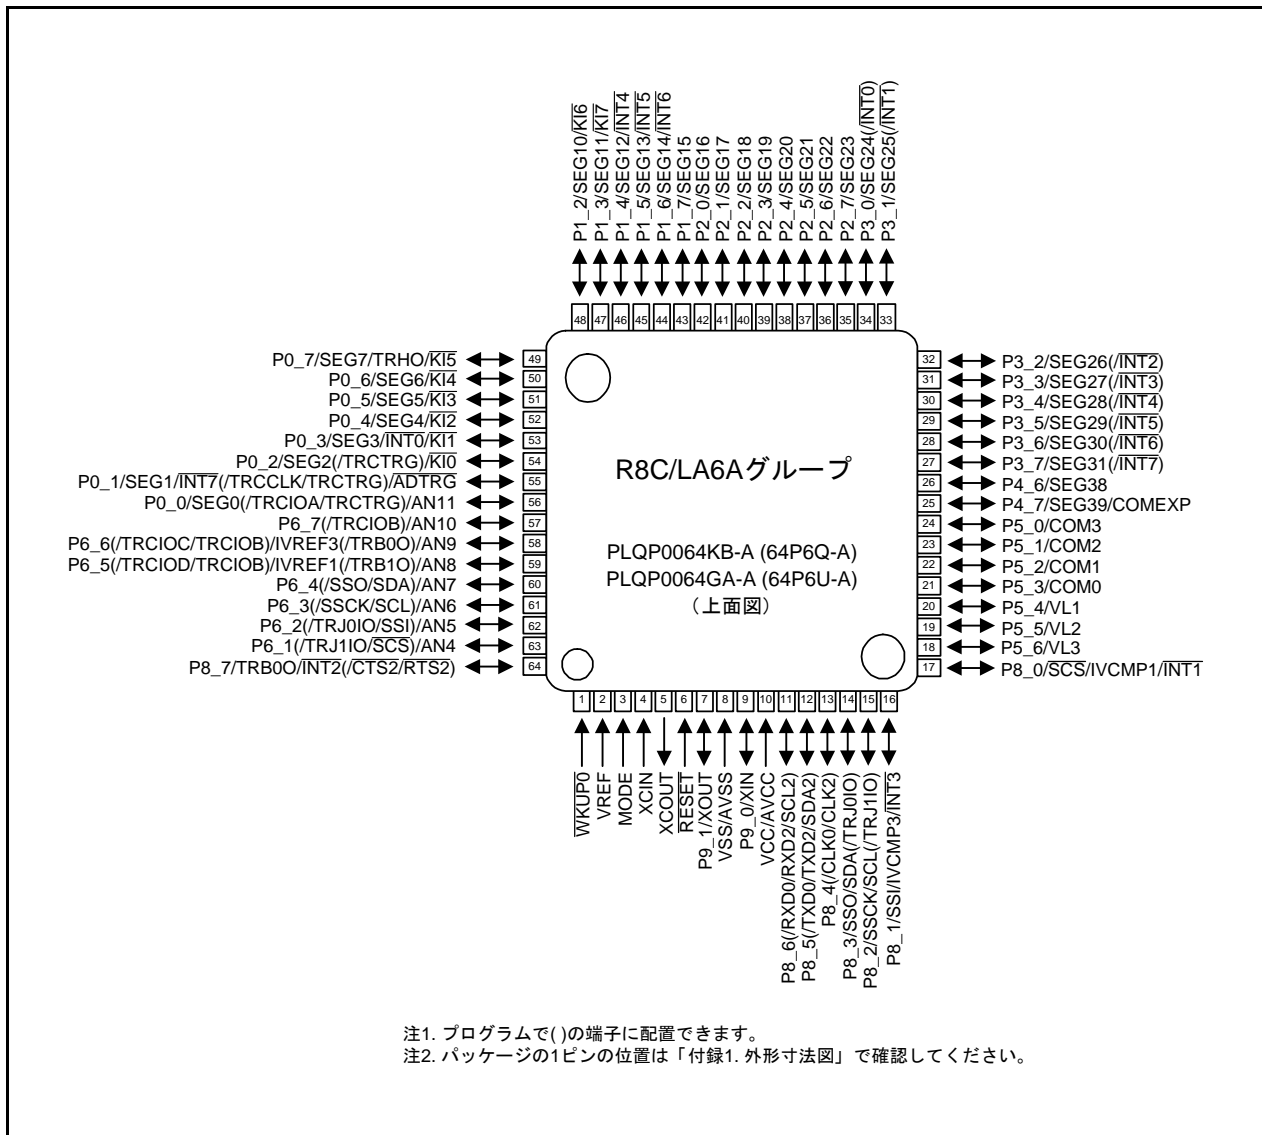 P1_2/SEG10/KI6
P1_3/SEG11/KI7
P1_4/SEG12/INT4
P1_5/SEG13/INT5
P1_6/SEG14/INT6
P1_7/SEG15
P2_0/SEG16
P2_1/SEG17
P2_2/SEG18
P2_3/SEG19
P2_4/SEG20
P2_5/SEG21
P2_6/SEG22
P2_7/SEG23
P3_0/SEG24(/INT0)
P3_1/SEG25(/INT1)
48 47 46 45 44 43 42 41 40 39 38 37 36 35 34 33
P0_7/SEG7/TRHO/KI5 49
P0_6/SEG6/KI4 50
P0_5/SEG5/KI3 51
P0_4/SEG4/KI2 52
P0_3/SEG3/INT0/KI1 53
P0_2/SEG2(/TRCTRG)/KI0 54
P0_1/SEG1/INT7(/TRCCLK/TRCTRG)/ADTRG 55
P0_0/SEG0(/TRCIOA/TRCTRG)/AN11 56
P6_7(/TRCIOB)/AN10 57
P6_6(/TRCIOC/TRCIOB)/IVREF3(/TRB0O)/AN9 58
P6_5(/TRCIOD/TRCIOB)/IVREF1(/TRB1O)/AN8 59
P6_4(/SSO/SDA)/AN7 60
P6_3(/SSCK/SCL)/AN6 61
P6_2(/TRJ0IO/SSI)/AN5 62
P6_1(/TRJ1IO/SCS)/AN4 63
P8_7/TRB0O/INT2(/CTS2/RTS2) 64
R8C/LA6Aグループ
PLQP0064KB-A (64P6Q-A)
PLQP0064GA-A (64P6U-A)
（上面図）
32 P3_2/SEG26(/INT2)
31 P3_3/SEG27(/INT3)
30 P3_4/SEG28(/INT4)
29 P3_5/SEG29(/INT5)
28 P3_6/SEG30(/INT6)
27 P3_7/SEG31(/INT7)
26 P4_6/SEG38
25 P4_7/SEG39/COMEXP
24 P5_0/COM3
23 P5_1/COM2
22 P5_2/COM1
21 P5_3/COM0
20 P5_4/VL1
19 P5_5/VL2
18 P5_6/VL3
17 P8_0/SCS/IVCMP1/INT1
1 2 3 4 5 6 7 8 9 10 11 12 13 14 15 16
WKUP0
VREF
MODE
XCIN
XCOUT
RESET
P9_1/XOUT
VSS/AVSS
P9_0/XIN
VCC/AVCC
P8_6(/RXD0/RXD2/SCL2)
P8_5(/TXD0/TXD2/SDA2)
P8_4(/CLK0/CLK2)
P8_3/SSO/SDA(/TRJ0IO)
P8_2/SSCK/SCL(/TRJ1IO)
P8_1/SSI/IVCMP3/INT3
注1. プログラムで( )の端子に配置できます。
注2. パッケージの1ピンの位置は「付録1. 外形寸法図」で確認してください。